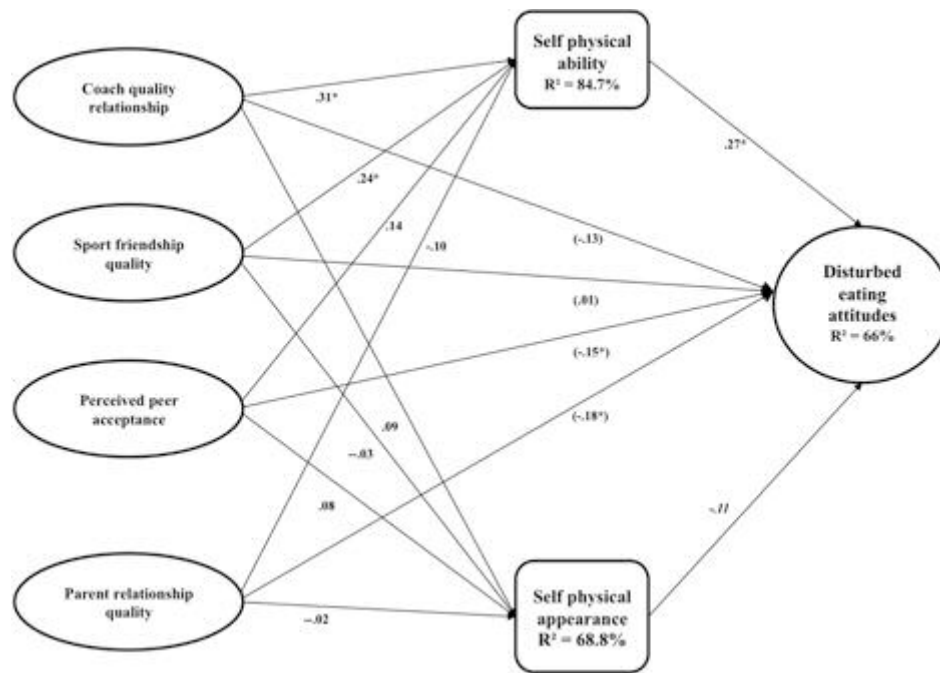 Self physical
ability
R² = 84.7%
Coach quality
relationship
.31*
.27*
.24*
.14
-.10
Sport friendship
quality
(-.13)
Disturbed
eating
attitudes
R² = 66%
(.01)
(-.15*)
Perceived peer
acceptance
(-.18*)
.09
--.03
.08
-.11
Parent relationship
quality
--.02
Self physical
appearance
R² = 68.8%